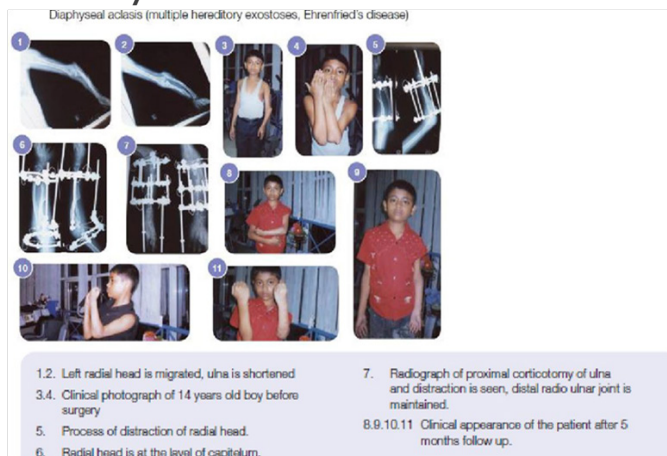 Diaphyseal aclasis (multiple hereditory exostoses, Ehrenfried's disease)
1
2
3
4
5
6
7
8
9
10
11
1.2. Left radial head is migrated, ulna is shortened
3.4. Clinical photograph of 14 years old boy before
surgery
5. Process of distraction of radial head.
6. Radial head is at the level of capitelum.
7. Radiograph of proximal corticotomy of ulna
and distraction is seen, distal radio ulnar joint is
maintained.
8.9.10.11 Clinical appearance of the patient after 5
months follow up.